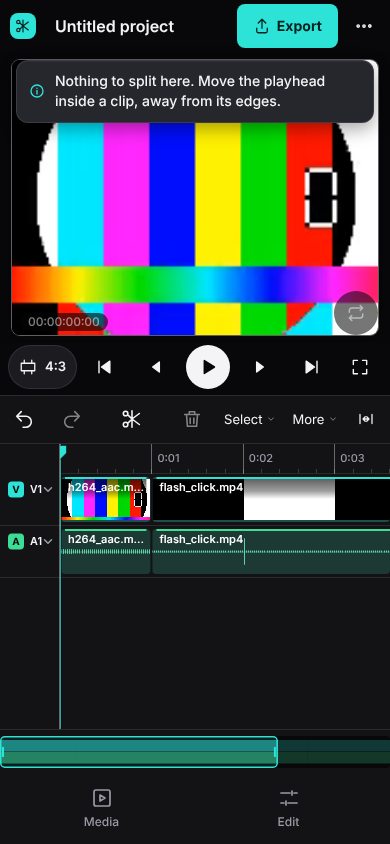 Untitled project
Export
Nothing to split here. Move the playhead
inside a clip, away from its edges.
00:00:00:00
4:3
Select
More
0:01
0:02
0:03
V
V1
h264_aac.m...
flash_click.mp4
A
A1
h264_aac.m...
flash_click.mp4
Media
Edit